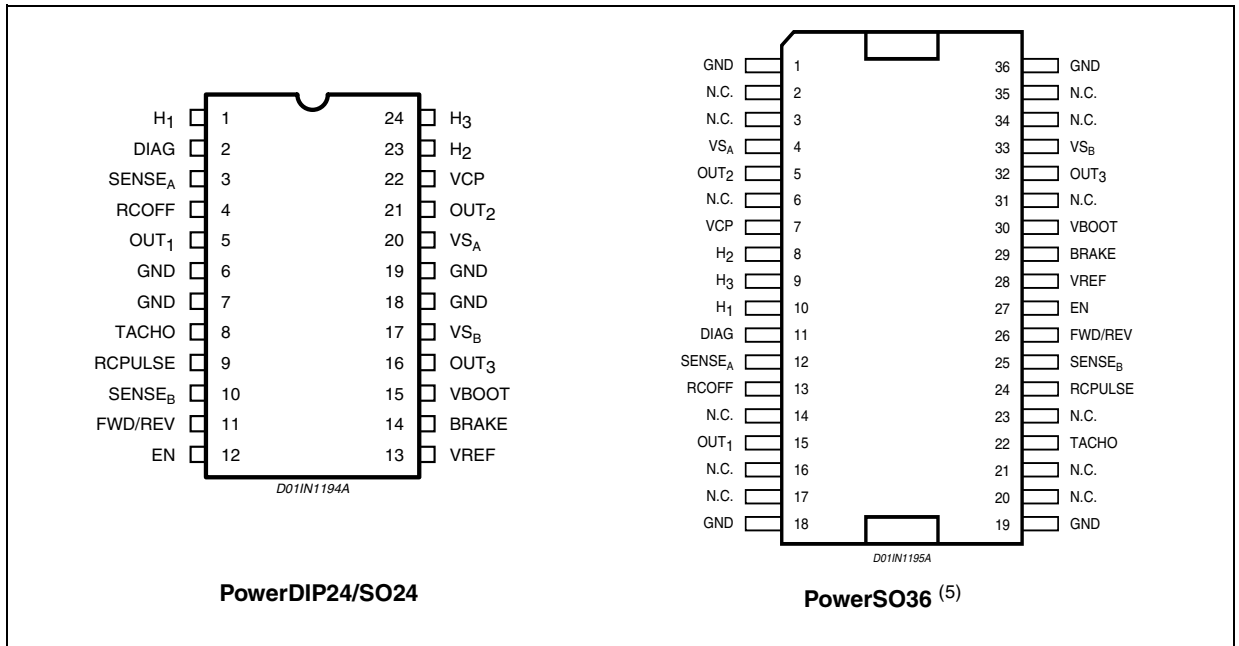 H1 1 24 H3
DIAG 2 23 H2
SENSEA 3 22 VCP
RCOFF 4 21 OUT2
OUT1 5 20 VSA
GND 6 19 GND
GND 7 18 GND
TACHO 8 17 VSB
RCPULSE 9 16 OUT3
SENSEB 10 15 VBOOT
FWD/REV 11 14 BRAKE
EN 12 13 VREF
D01IN1194A
PowerDIP24/SO24
GND 1 36 GND
N.C. 2 35 N.C.
N.C. 3 34 N.C.
VSA 4 33 VSB
OUT2 5 32 OUT3
N.C. 6 31 N.C.
VCP 7 30 VBOOT
H2 8 29 BRAKE
H3 9 28 VREF
H1 10 27 EN
DIAG 11 26 FWD/REV
SENSEA 12 25 SENSEB
RCOFF 13 24 RCPULSE
N.C. 14 23 N.C.
OUT1 15 22 TACHO
N.C. 16 21 N.C.
N.C. 17 20 N.C.
GND 18 19 GND
D01IN1195A
PowerSO36 (5)